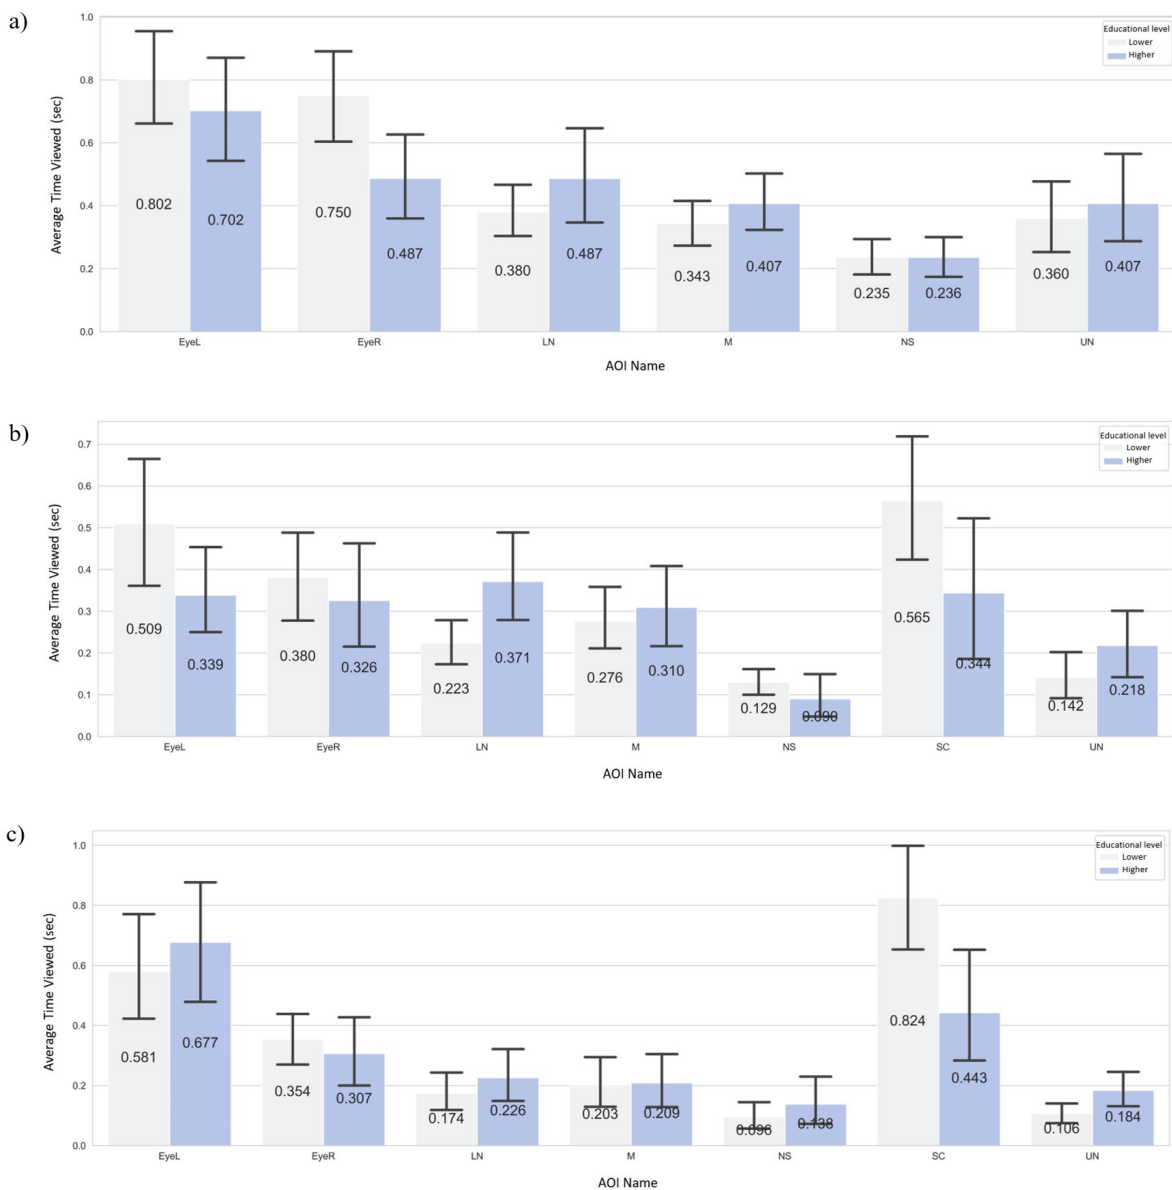 a)
Average Time Viewed (sec)
1.0
0.8
0.6
0.4
0.2
0.0
Educational level
Lower
Higher
0.802
0.702
0.750
0.487
0.380
0.487
0.343
0.407
0.235
0.236
0.360
0.407
EyeL EyeR LN M NS UN
AOI Name
b)
Average Time Viewed (sec)
0.7
0.6
0.5
0.4
0.3
0.2
0.1
0.0
Educational level
Lower
Higher
0.509
0.339
0.380
0.326
0.223
0.371
0.276
0.310
0.129
0.090
0.565
0.344
0.142
0.218
EyeL EyeR LN M NS SC UN
AOI Name
c)
Average Time Viewed (sec)
1.0
0.8
0.6
0.4
0.2
0.0
Educational level
Lower
Higher
0.581
0.677
0.354
0.307
0.174
0.226
0.203
0.209
0.096
0.138
0.824
0.443
0.106
0.184
EyeL EyeR LN M NS SC UN
AOI Name